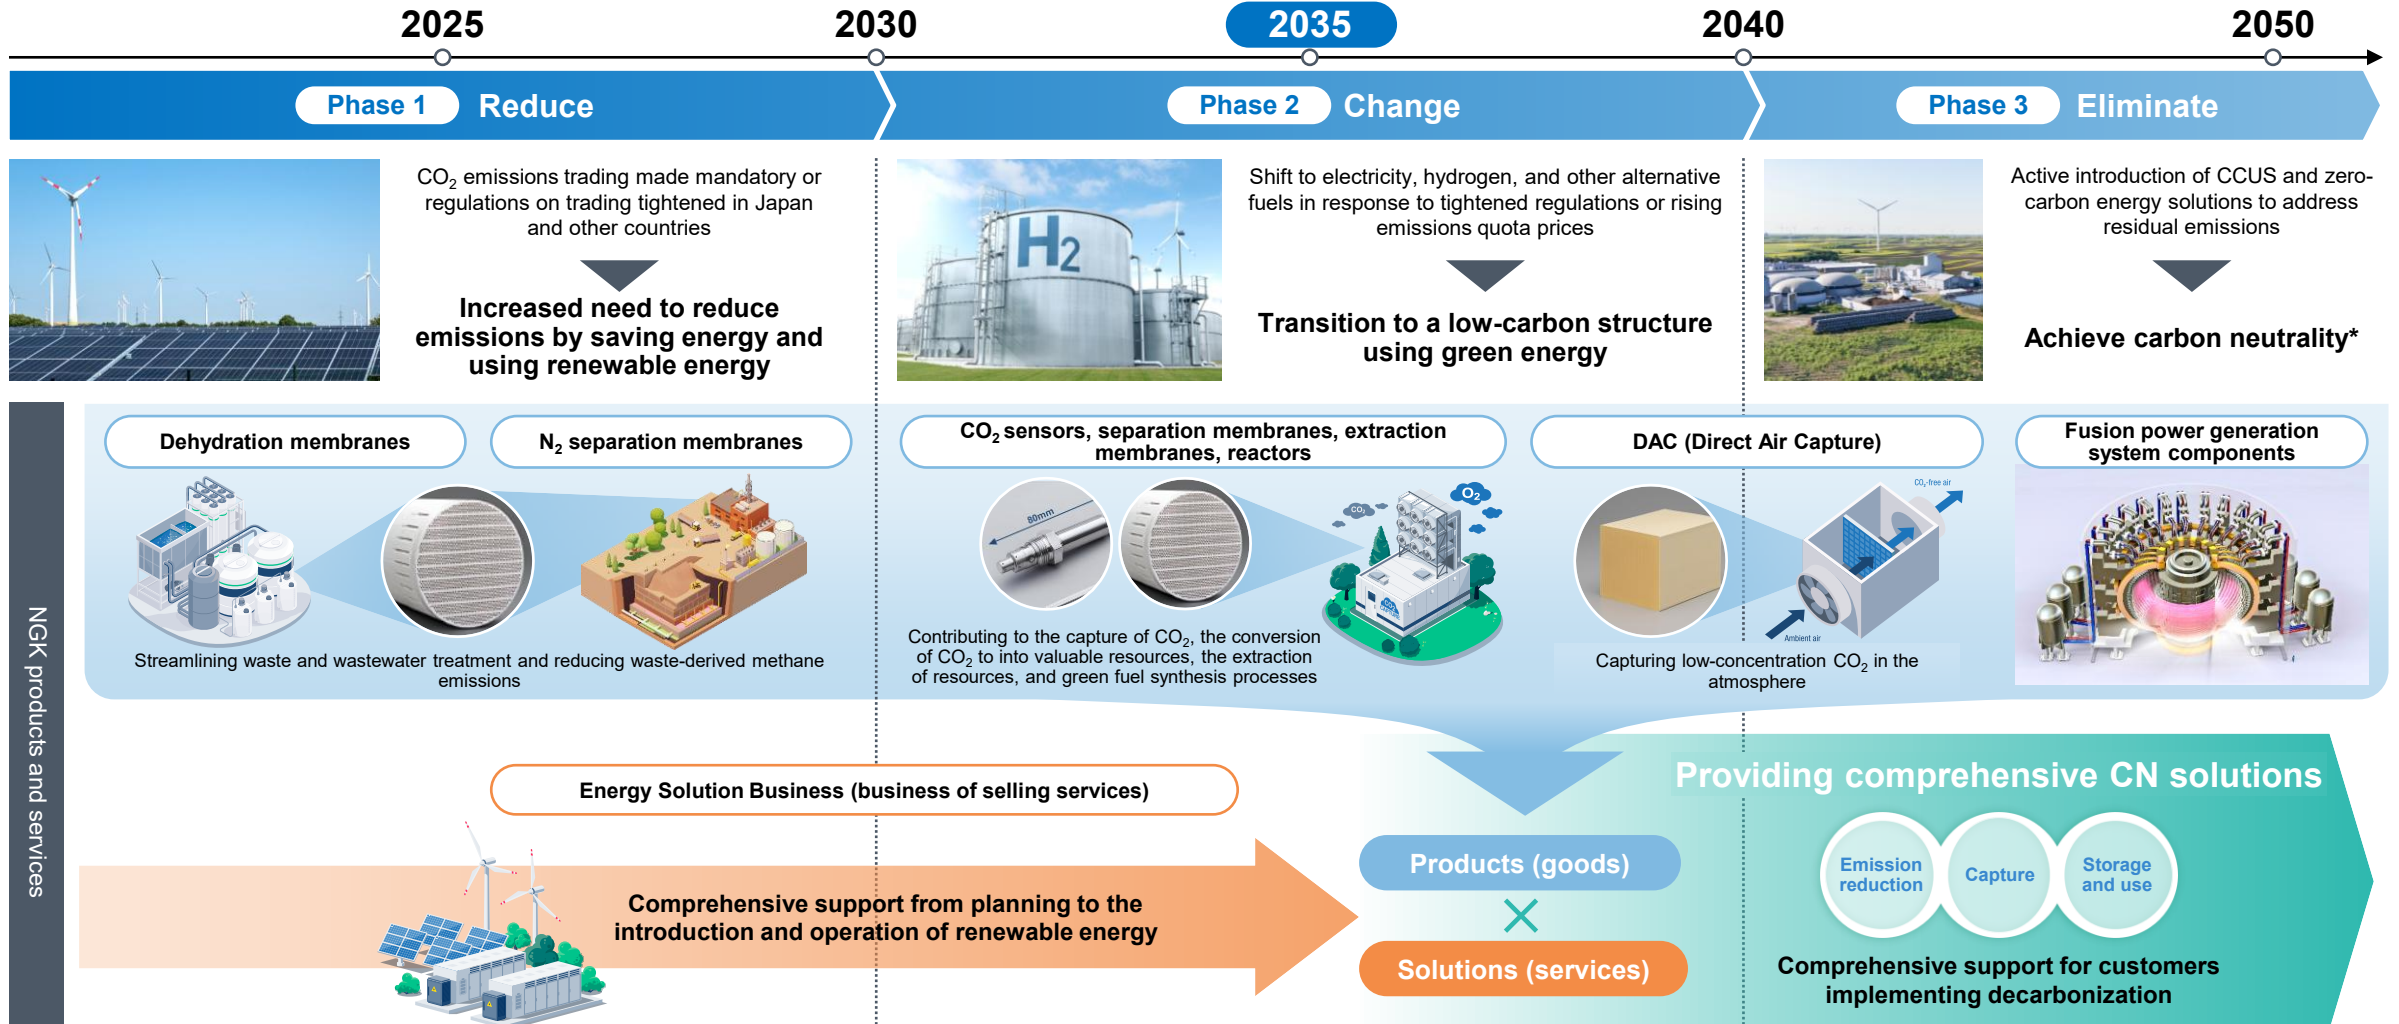 2025
2030
2035
2040
2050
Phase 1
Reduce
Phase 2
Change
Phase 3
Eliminate
CO₂ emissions trading made mandatory or
regulations on trading tightened in Japan
and other countries
Increased need to reduce
emissions by saving energy and
using renewable energy
H2
Shift to electricity, hydrogen, and other alternative
fuels in response to tightened regulations or rising
emissions quota prices
Transition to a low-carbon structure
using green energy
Active introduction of CCUS and zero-
carbon energy solutions to address
residual emissions
Achieve carbon neutrality*
NGK products and services
Dehydration membranes
N₂ separation membranes
Streamlining waste and wastewater treatment and reducing waste-derived methane
emissions
CO₂ sensors, separation membranes, extraction
membranes, reactors
80mm
CO₂
O₂
Contributing to the capture of CO₂, the conversion
of CO₂ to into valuable resources, the extraction
of resources, and green fuel synthesis processes
DAC (Direct Air Capture)
CO₂-free air
Ambient air
Capturing low-concentration CO₂ in the
atmosphere
Fusion power generation
system components
Energy Solution Business (business of selling services)
Comprehensive support from planning to the
introduction and operation of renewable energy
Products (goods)
×
Solutions (services)
Providing comprehensive CN solutions
Emission
reduction
Capture
Storage
and use
Comprehensive support for customers
implementing decarbonization